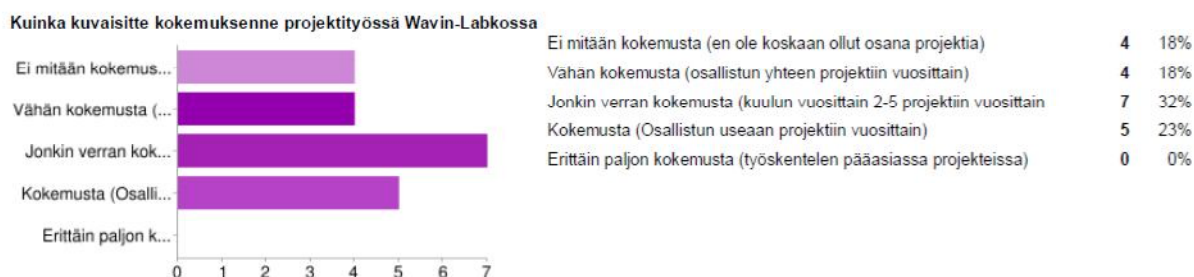 Kuinka kuvaisitte kokemuksenne projektityössä Wavin-Labkossa
Ei mitään kokemus...
Vähän kokemusta (...
Jonkin verran kok...
Kokemusta (Osalli...
Erittäin paljon k...
0 1 2 3 4 5 6 7
Ei mitään kokemusta (en ole koskaan ollut osana projektia) 4 18%
Vähän kokemusta (osallistun yhteen projektiin vuosittain) 4 18%
Jonkin verran kokemusta (kuulun vuosittain 2-5 projektiin vuosittain 7 32%
Kokemusta (Osallistun useaan projektiin vuosittain) 5 23%
Erittäin paljon kokemusta (työskentelen pääasiassa projekteissa) 0 0%